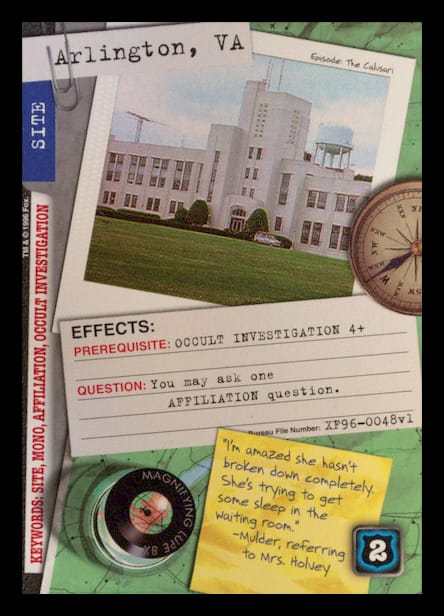 Arlington, VA
Episode: The Calusari
SITE
TM & © 1996 Fox.
KEYWORDS: SITE, MONO, AFFILIATION, OCCULT INVESTIGATION
EFFECTS:
PREREQUISITE: OCCULT INVESTIGATION 4+
QUESTION: You may ask one
AFFILIATION question.
Bureau File Number: XF96-0048v1
"I'm amazed she hasn't
broken down completely.
She's trying to get
some sleep in the
waiting room."
-Mulder, referring
to Mrs. Holvey
MAGNIFYING LUPE 8X
2